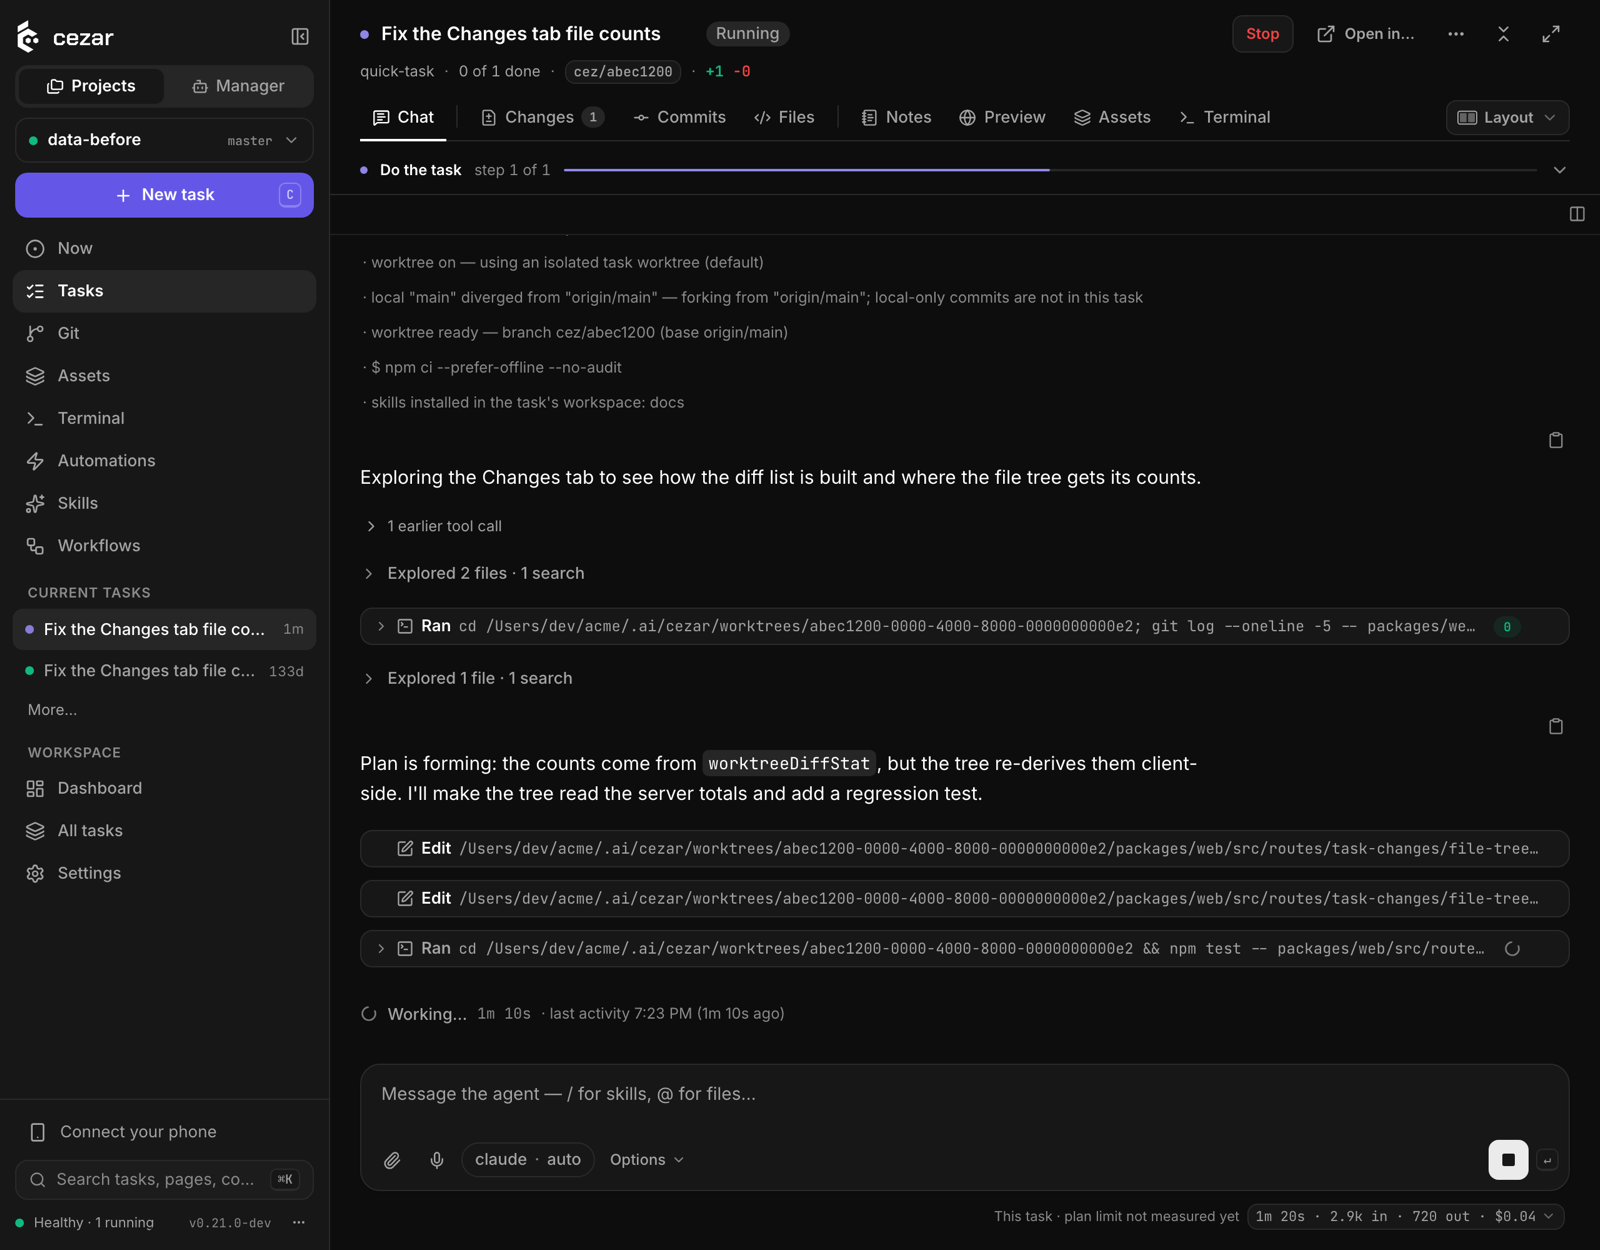 cezar
Projects
Manager
data-before
master
New task
C
Now
Tasks
Git
Assets
Terminal
Automations
Skills
Workflows
CURRENT TASKS
Fix the Changes tab file co... 1m
Fix the Changes tab file c... 133d
More...
WORKSPACE
Dashboard
All tasks
Settings
Connect your phone
Search tasks, pages, co... ⌘K
Healthy · 1 running v0.21.0-dev
Fix the Changes tab file counts
Running
Stop
Open in...
quick-task · 0 of 1 done · cez/abec1200 · +1 -0
Chat
Changes 1
Commits
Files
Notes
Preview
Assets
Terminal
Layout
Do the task step 1 of 1
· worktree on — using an isolated task worktree (default)
· local "main" diverged from "origin/main" — forking from "origin/main"; local-only commits are not in this task
· worktree ready — branch cez/abec1200 (base origin/main)
· $ npm ci --prefer-offline --no-audit
· skills installed in the task's workspace: docs
Exploring the Changes tab to see how the diff list is built and where the file tree gets its counts.
1 earlier tool call
Explored 2 files · 1 search
Ran cd /Users/dev/acme/.ai/cezar/worktrees/abec1200-0000-4000-8000-0000000000e2; git log --oneline -5 -- packages/we… 0
Explored 1 file · 1 search
Plan is forming: the counts come from worktreeDiffStat, but the tree re-derives them client-
side. I'll make the tree read the server totals and add a regression test.
Edit /Users/dev/acme/.ai/cezar/worktrees/abec1200-0000-4000-8000-0000000000e2/packages/web/src/routes/task-changes/file-tree…
Edit /Users/dev/acme/.ai/cezar/worktrees/abec1200-0000-4000-8000-0000000000e2/packages/web/src/routes/task-changes/file-tree…
Ran cd /Users/dev/acme/.ai/cezar/worktrees/abec1200-0000-4000-8000-0000000000e2 && npm test -- packages/web/src/route…
Working... 1m 10s · last activity 7:23 PM (1m 10s ago)
Message the agent — / for skills, @ for files...
claude · auto
Options
This task · plan limit not measured yet
1m 20s · 2.9k in · 720 out · $0.04